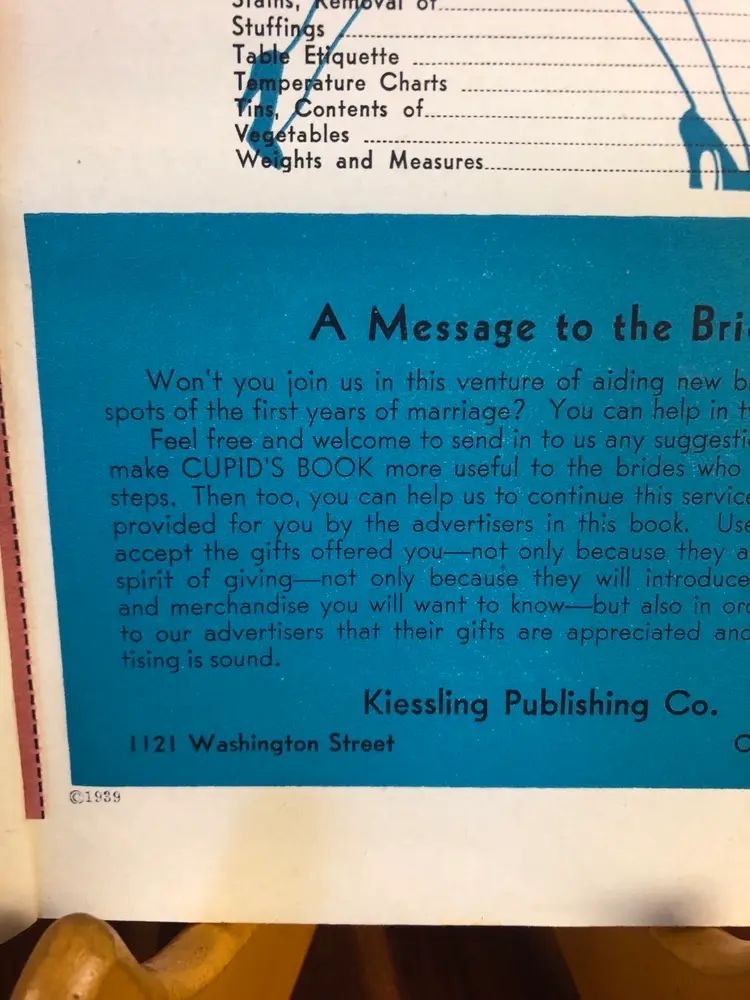 Stains, Removal of
Stuffings
Table Etiquette
Temperature Charts
Tins, Contents of
Vegetables
Weights and Measures
A Message to the Bri
Won't you join us in this venture of aiding new b
spots of the first years of marriage? You can help in t
Feel free and welcome to send in to us any suggesti
make CUPID'S BOOK more useful to the brides who
steps. Then too, you can help us to continue this service
provided for you by the advertisers in this book. Use
accept the gifts offered you—not only because they a
spirit of giving—not only because they will introduce
and merchandise you will want to know—but also in ord
to our advertisers that their gifts are appreciated and
tising is sound.
Kiessling Publishing Co.
1121 Washington Street
©1939